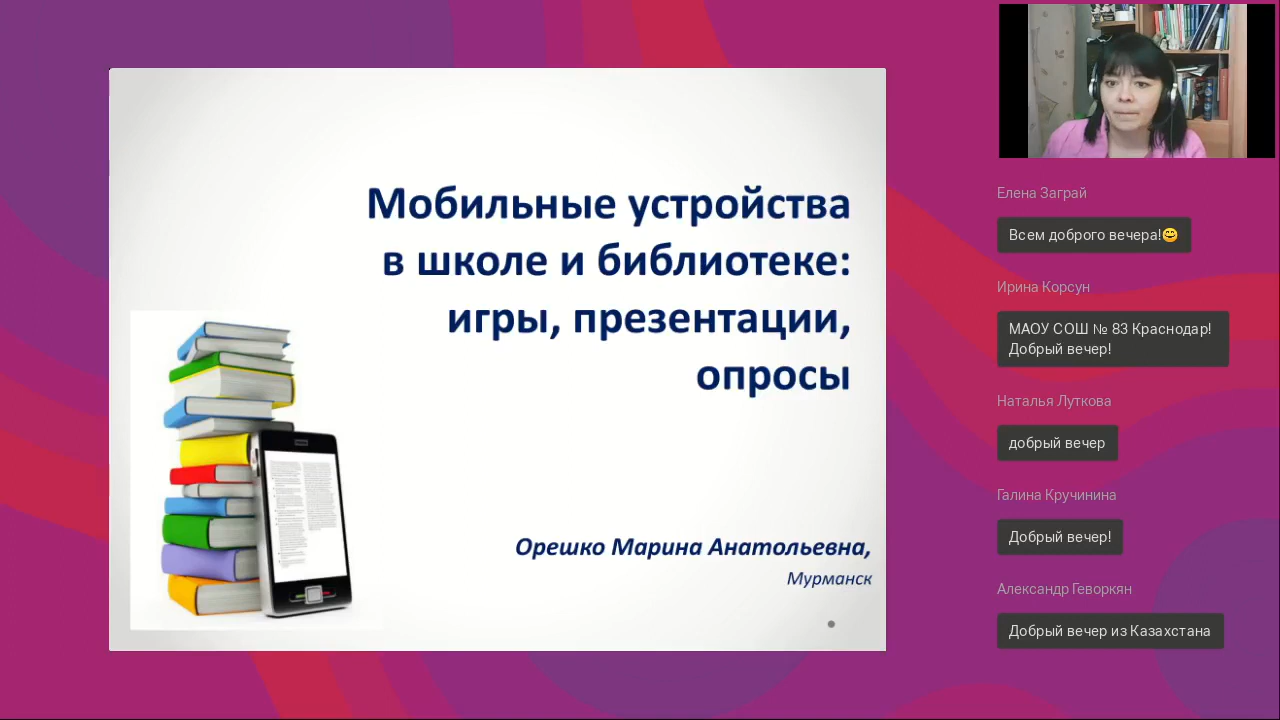 Мобильные устройства
в школе и библиотеке:
игры, презентации,
опросы
Орешко Марина Анатольевна,
Мурманск
Елена Заграй
Всем доброго вечера!😊
Ирина Корсун
МАОУ СОШ № 83 Краснодар!
Добрый вечер!
Наталья Луткова
добрый вечер
Галина Кручинина
Добрый вечер!
Александр Геворкян
Добрый вечер из Казахстана